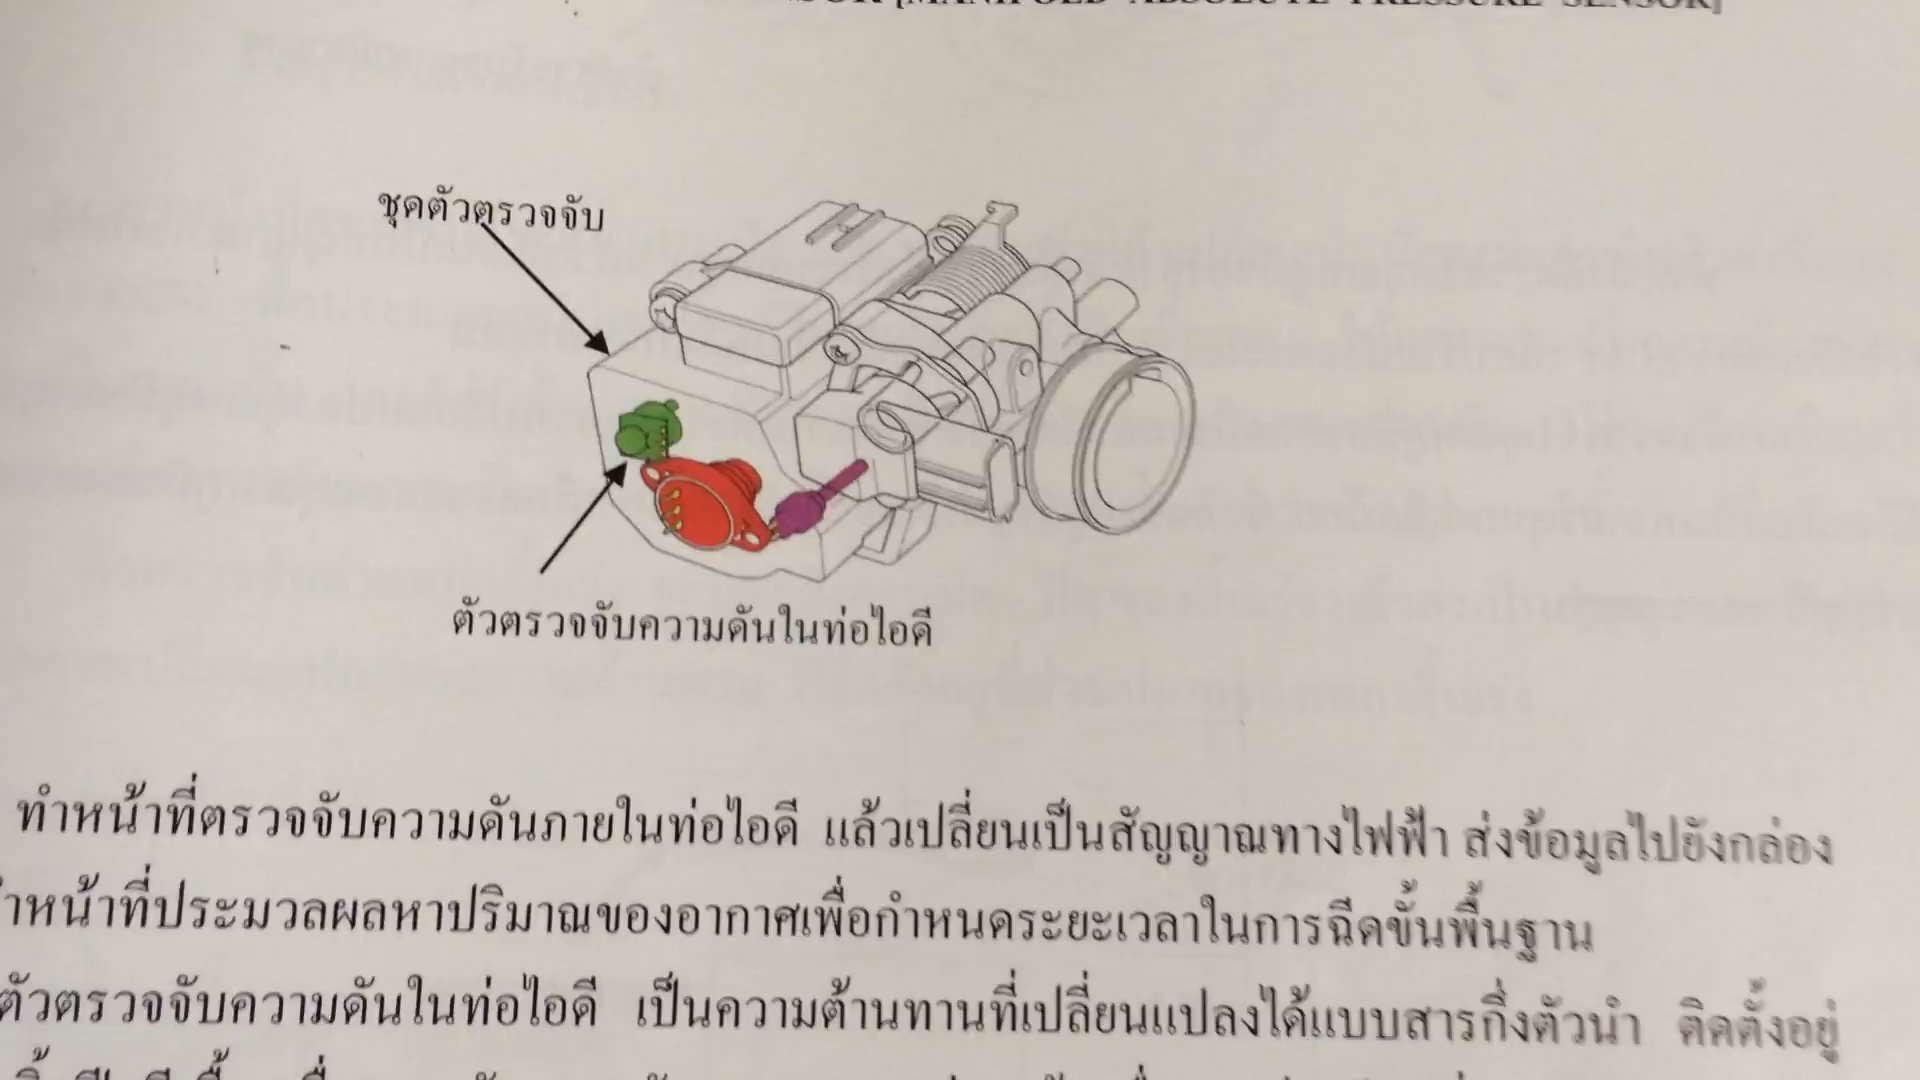 [MANIFOLD ABSOLUTE PRESSURE SENSOR]
ชุดตัวตรวจจับ
ตัวตรวจจับความดันในท่อไอดี
ทำหน้าที่ตรวจจับความดันภายในท่อไอดี แล้วเปลี่ยนเป็นสัญญาณทางไฟฟ้า ส่งข้อมูลไปยังกล่อง
ทำหน้าที่ประมวลผลหาปริมาณของอากาศเพื่อกำหนดระยะเวลาในการฉีดขั้นพื้นฐาน
ตัวตรวจจับความดันในท่อไอดี เป็นความต้านทานที่เปลี่ยนแปลงได้แบบสารกึ่งตัวนำ ติดตั้งอยู่